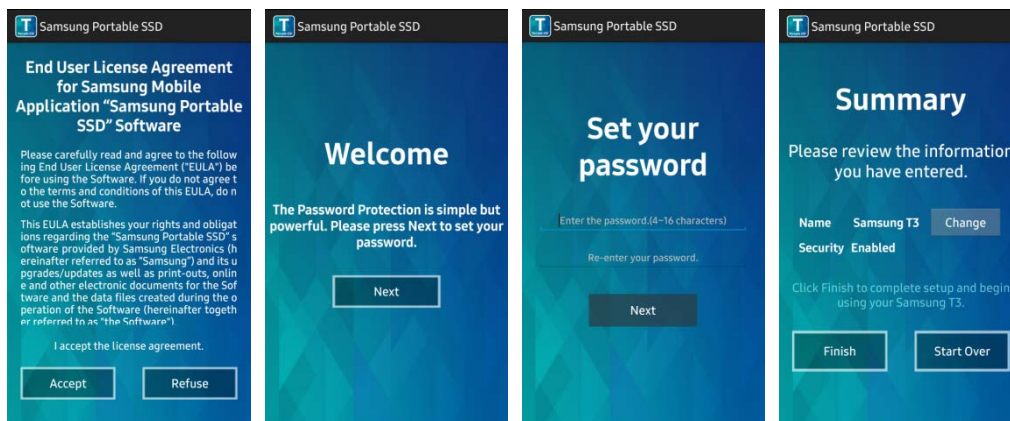 Samsung Portable SSD
End User License Agreement
for Samsung Mobile
Application “Samsung Portable
SSD” Software
Please carefully read and agree to the follow
ing End User License Agreement ("EULA") be
fore using the Software. If you do not agree t
o the terms and conditions of this EULA, do n
ot use the Software.
This EULA establishes your rights and obligat
ions regarding the "Samsung Portable SSD" s
oftware provided by Samsung Electronics (h
ereinafter referred to as "Samsung") and its u
pgrades/updates as well as print-outs, onlin
e and other electronic documents for the Sof
tware and the data files created during the o
peration of the Software (hereinafter togeth
er referred to as "the Software")
I accept the license agreement.
Accept
Refuse
Samsung Portable SSD
Welcome
The Password Protection is simple but
powerful. Please press Next to set your
password.
Next
Samsung Portable SSD
Set your
password
Enter the password.(4~16 characters)
Re-enter your password.
Next
Samsung Portable SSD
Summary
Please review the information
you have entered.
Name Samsung T3 Change
Security Enabled
Click Finish to complete setup and begin
using your Samsung T3.
Finish
Start Over